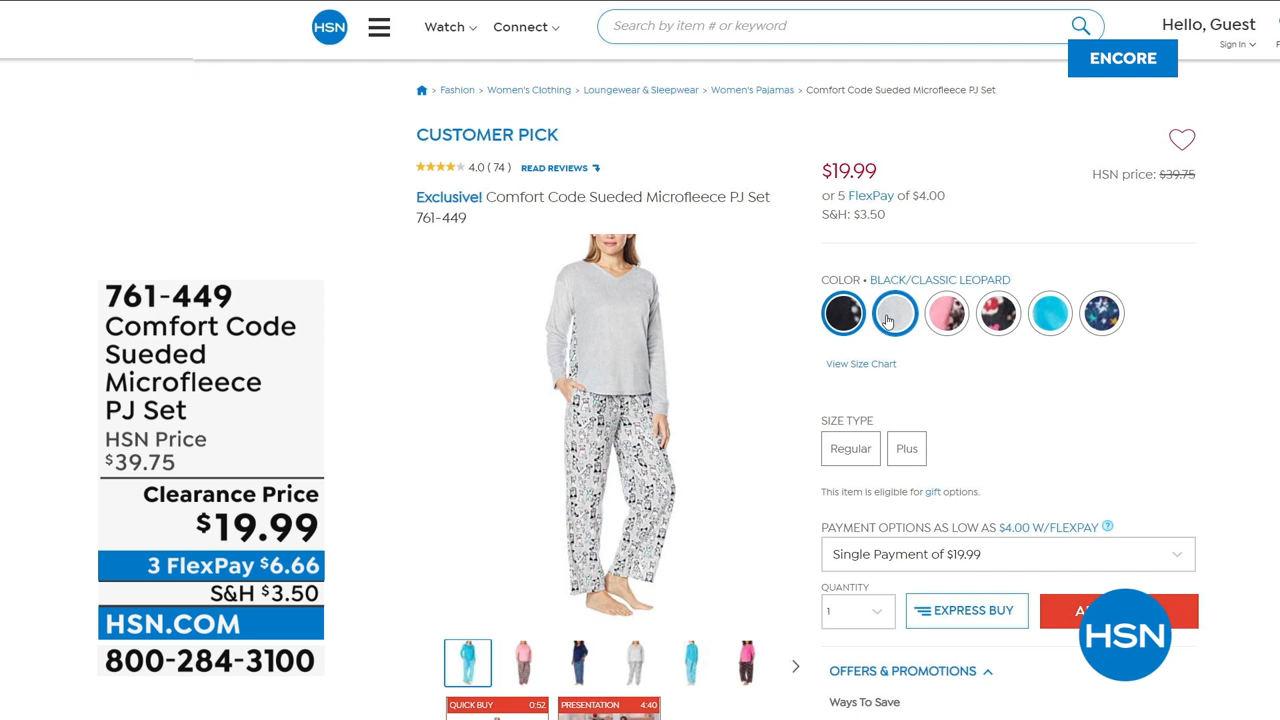 HSN
Watch
Connect
Search by item # or keyword
Hello, Guest
Sign In
ENCORE
Fashion > Women's Clothing > Loungewear & Sleepwear > Women's Pajamas > Comfort Code Sueded Microfleece PJ Set
CUSTOMER PICK
4.0 ( 74 ) READ REVIEWS
Exclusive! Comfort Code Sueded Microfleece PJ Set
761-449
$19.99
HSN price: $39.75
or 5 FlexPay of $4.00
S&H: $3.50
COLOR • BLACK/CLASSIC LEOPARD
View Size Chart
SIZE TYPE
Regular
Plus
This item is eligible for gift options.
PAYMENT OPTIONS AS LOW AS $4.00 W/FLEXPAY ?
Single Payment of $19.99
QUANTITY
1
EXPRESS BUY
HSN
OFFERS & PROMOTIONS
Ways To Save
QUICK BUY 0:52
PRESENTATION 4:40
761-449
Comfort Code
Sueded
Microfleece
PJ Set
HSN Price
$39.75
Clearance Price
$19.99
3 FlexPay $6.66
S&H $3.50
HSN.COM
800-284-3100